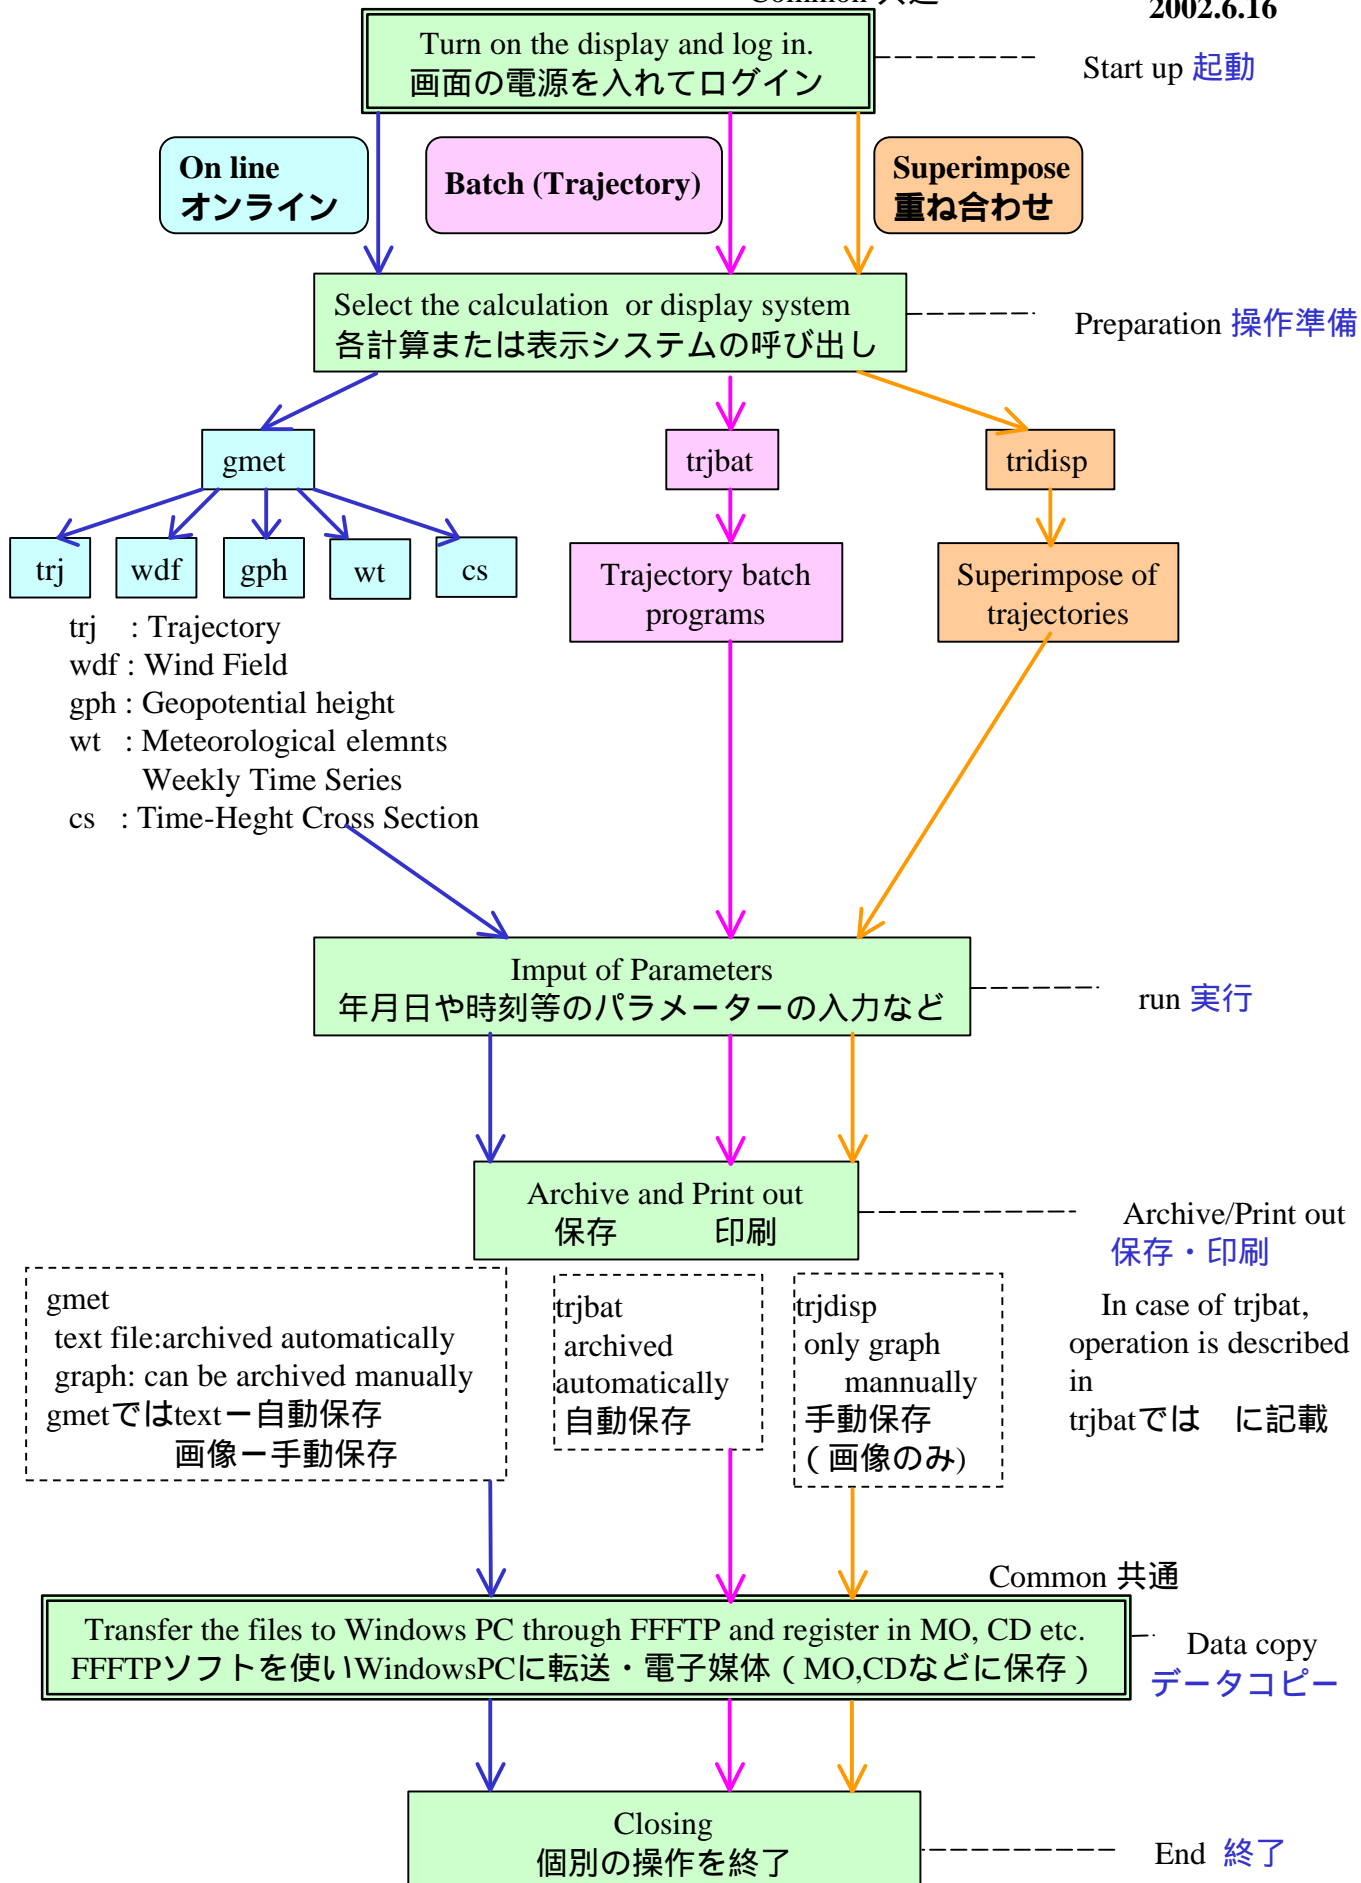 Common 共通
2002.6.16
Turn on the display and log in.
画面の電源を入れてログイン
Start up 起動
On line
オンライン
Batch (Trajectory)
Superimpose
重ね合わせ
Select the calculation or display system
各計算または表示システムの呼び出し
Preparation 操作準備
gmet
trjbat
tridisp
trj
wdf
gph
wt
cs
Trajectory batch
programs
Superimpose of
trajectories
trj : Trajectory
wdf : Wind Field
gph : Geopotential height
wt : Meteorological elemnts
Weekly Time Series
cs : Time-Heght Cross Section
Imput of Parameters
年月日や時刻等のパラメーターの入力など
run 実行
Archive and Print out
保存 印刷
Archive/Print out
保存・印刷
gmet
text file:archived automatically
graph: can be archived manually
gmetではtextー自動保存
画像ー手動保存
trjbat
archived
automatically
自動保存
trjdisp
only graph
mannually
手動保存
(画像のみ)
In case of trjbat,
operation is described
in
trjbatでは に記載
Common 共通
Transfer the files to Windows PC through FFFTP and register in MO, CD etc.
FFFTPソフトを使いWindowsPCに転送・電子媒体(MO,CDなどに保存)
Data copy
データコピー
Closing
個別の操作を終了
End 終了